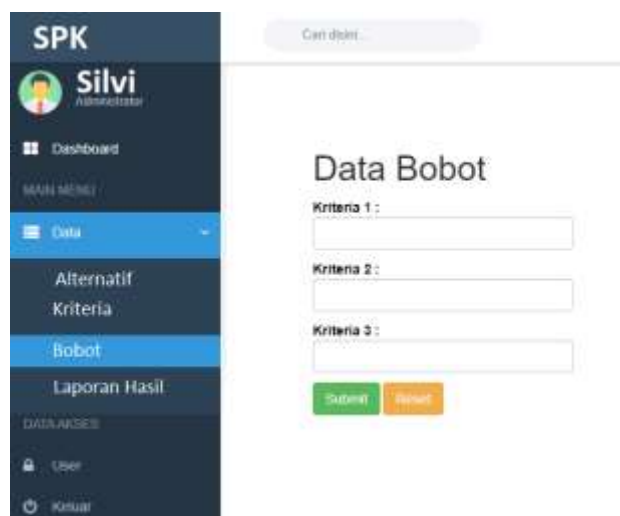 SPK
Cari disini...
Silvi
Administrator
Dashboard
MAIN MENU
Data
Alternatif
Kriteria
Bobot
Laporan Hasil
DATA AKSES
User
Keluar
Data Bobot
Kriteria 1 :
Kriteria 2 :
Kriteria 3 :
Submit
Reset